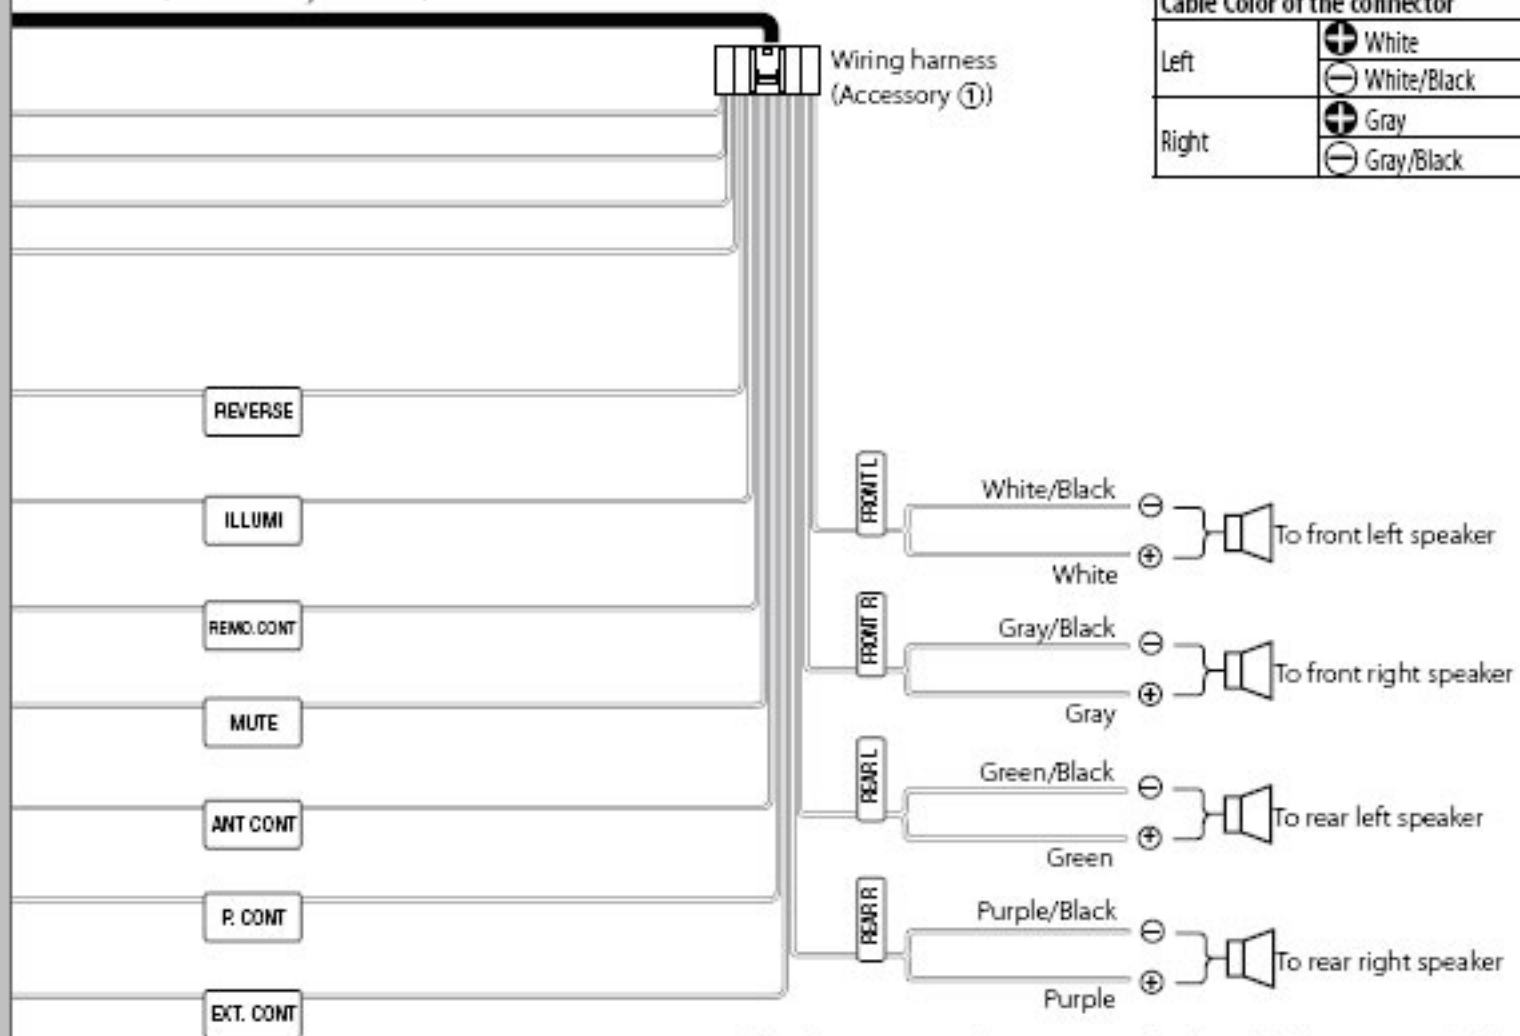 Cable Color of the connector
Left
White
White/Black
Right
Gray
Gray/Black
Wiring harness
(Accessory ①)
REVERSE
ILLUMI
REMO.CONT
MUTE
ANT CONT
P. CONT
EXT. CONT
FRONT L
White/Black
White
To front left speaker
FRONT R
Gray/Black
Gray
To front right speaker
REAR L
Green/Black
Green
To rear left speaker
REAR R
Purple/Black
Purple
To rear right speaker